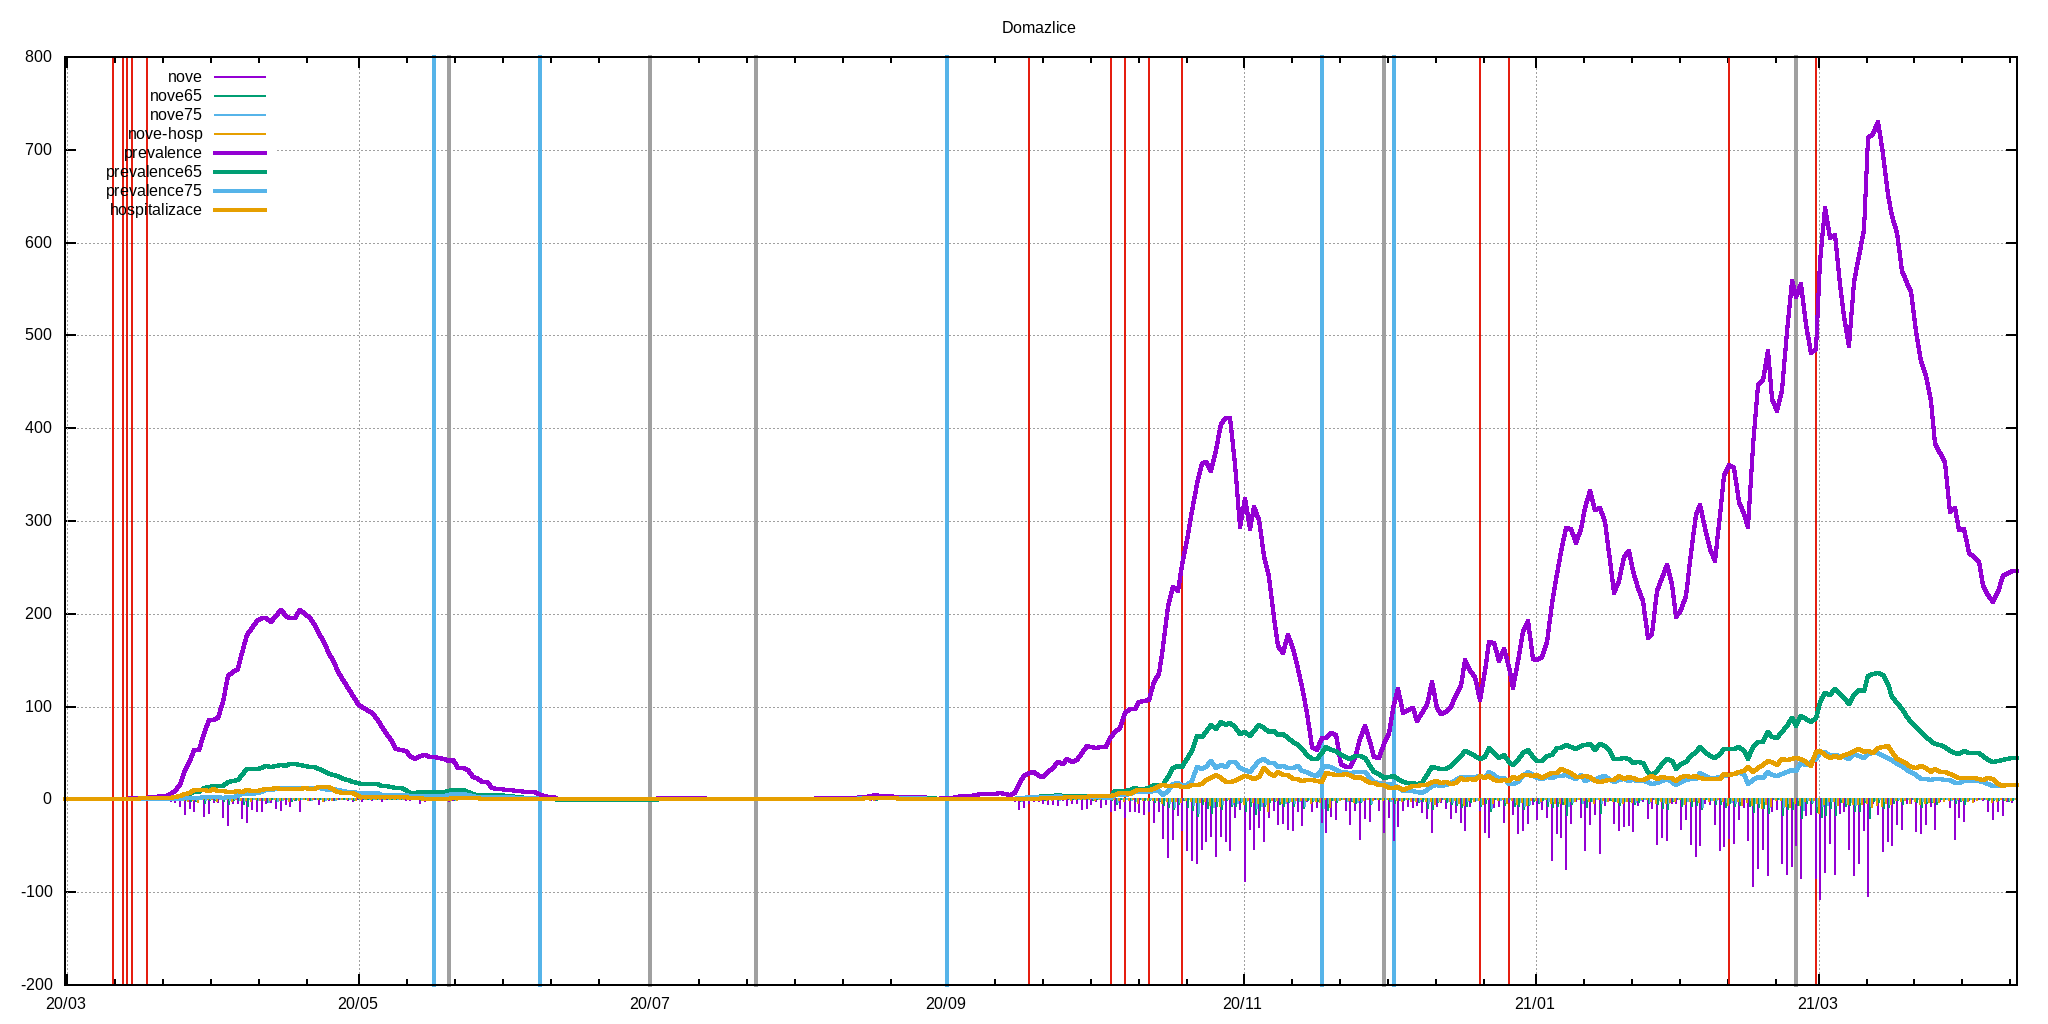 Domazlice
800
700
600
500
400
300
200
100
0
-100
-200
nove
nove65
nove75
nove-hosp
prevalence
prevalence65
prevalence75
hospitalizace
20/03 20/05 20/07 20/09 20/11 21/01 21/03